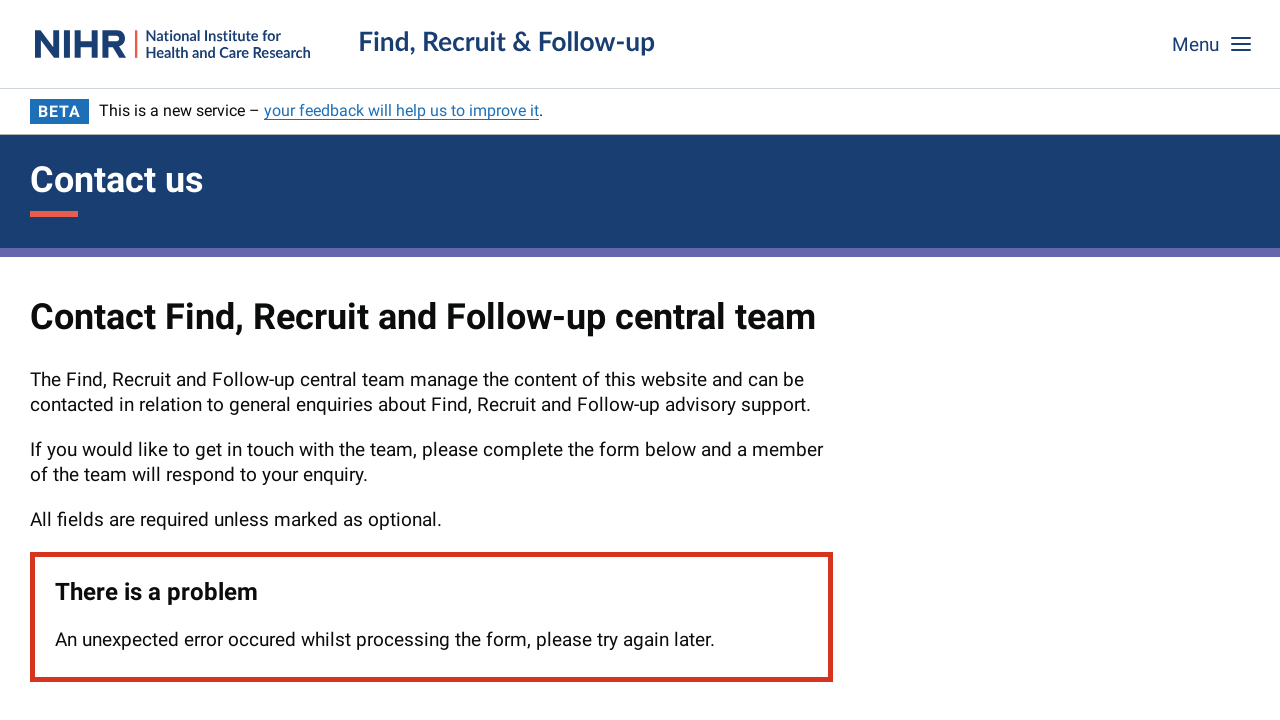 NIHR
National Institute for
Health and Care Research
Find, Recruit & Follow-up
Menu
BETA This is a new service – your feedback will help us to improve it.
Contact us
Contact Find, Recruit and Follow-up central team
The Find, Recruit and Follow-up central team manage the content of this website and can be
contacted in relation to general enquiries about Find, Recruit and Follow-up advisory support.
If you would like to get in touch with the team, please complete the form below and a member
of the team will respond to your enquiry.
All fields are required unless marked as optional.
There is a problem
An unexpected error occured whilst processing the form, please try again later.